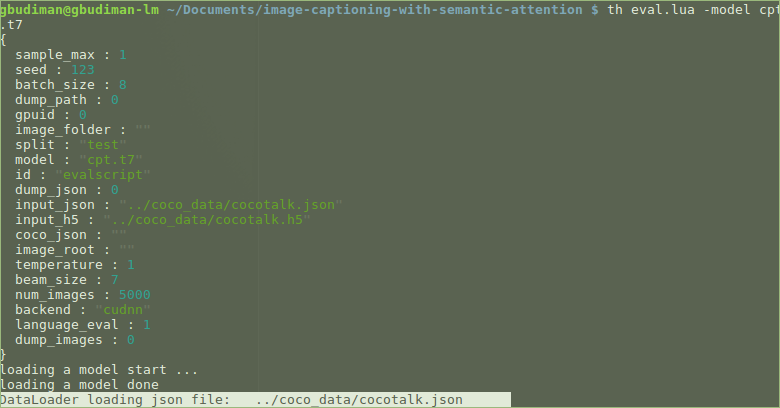 gbudiman@gbudiman-lm ~/Documents/image-captioning-with-semantic-attention $ th eval.lua -model cpt
.t7
{
  sample_max : 1
  seed : 123
  batch_size : 8
  dump_path : 0
  gpuid : 0
  image_folder : ""
  split : "test"
  model : "cpt.t7"
  id : "evalscript"
  dump_json : 0
  input_json : "../coco_data/cocotalk.json"
  input_h5 : "../coco_data/cocotalk.h5"
  coco_json : ""
  image_root : ""
  temperature : 1
  beam_size : 7
  num_images : 5000
  backend : "cudnn"
  language_eval : 1
  dump_images : 0
}
loading a model start ...
loading a model done
DataLoader loading json file:   ../coco_data/cocotalk.json